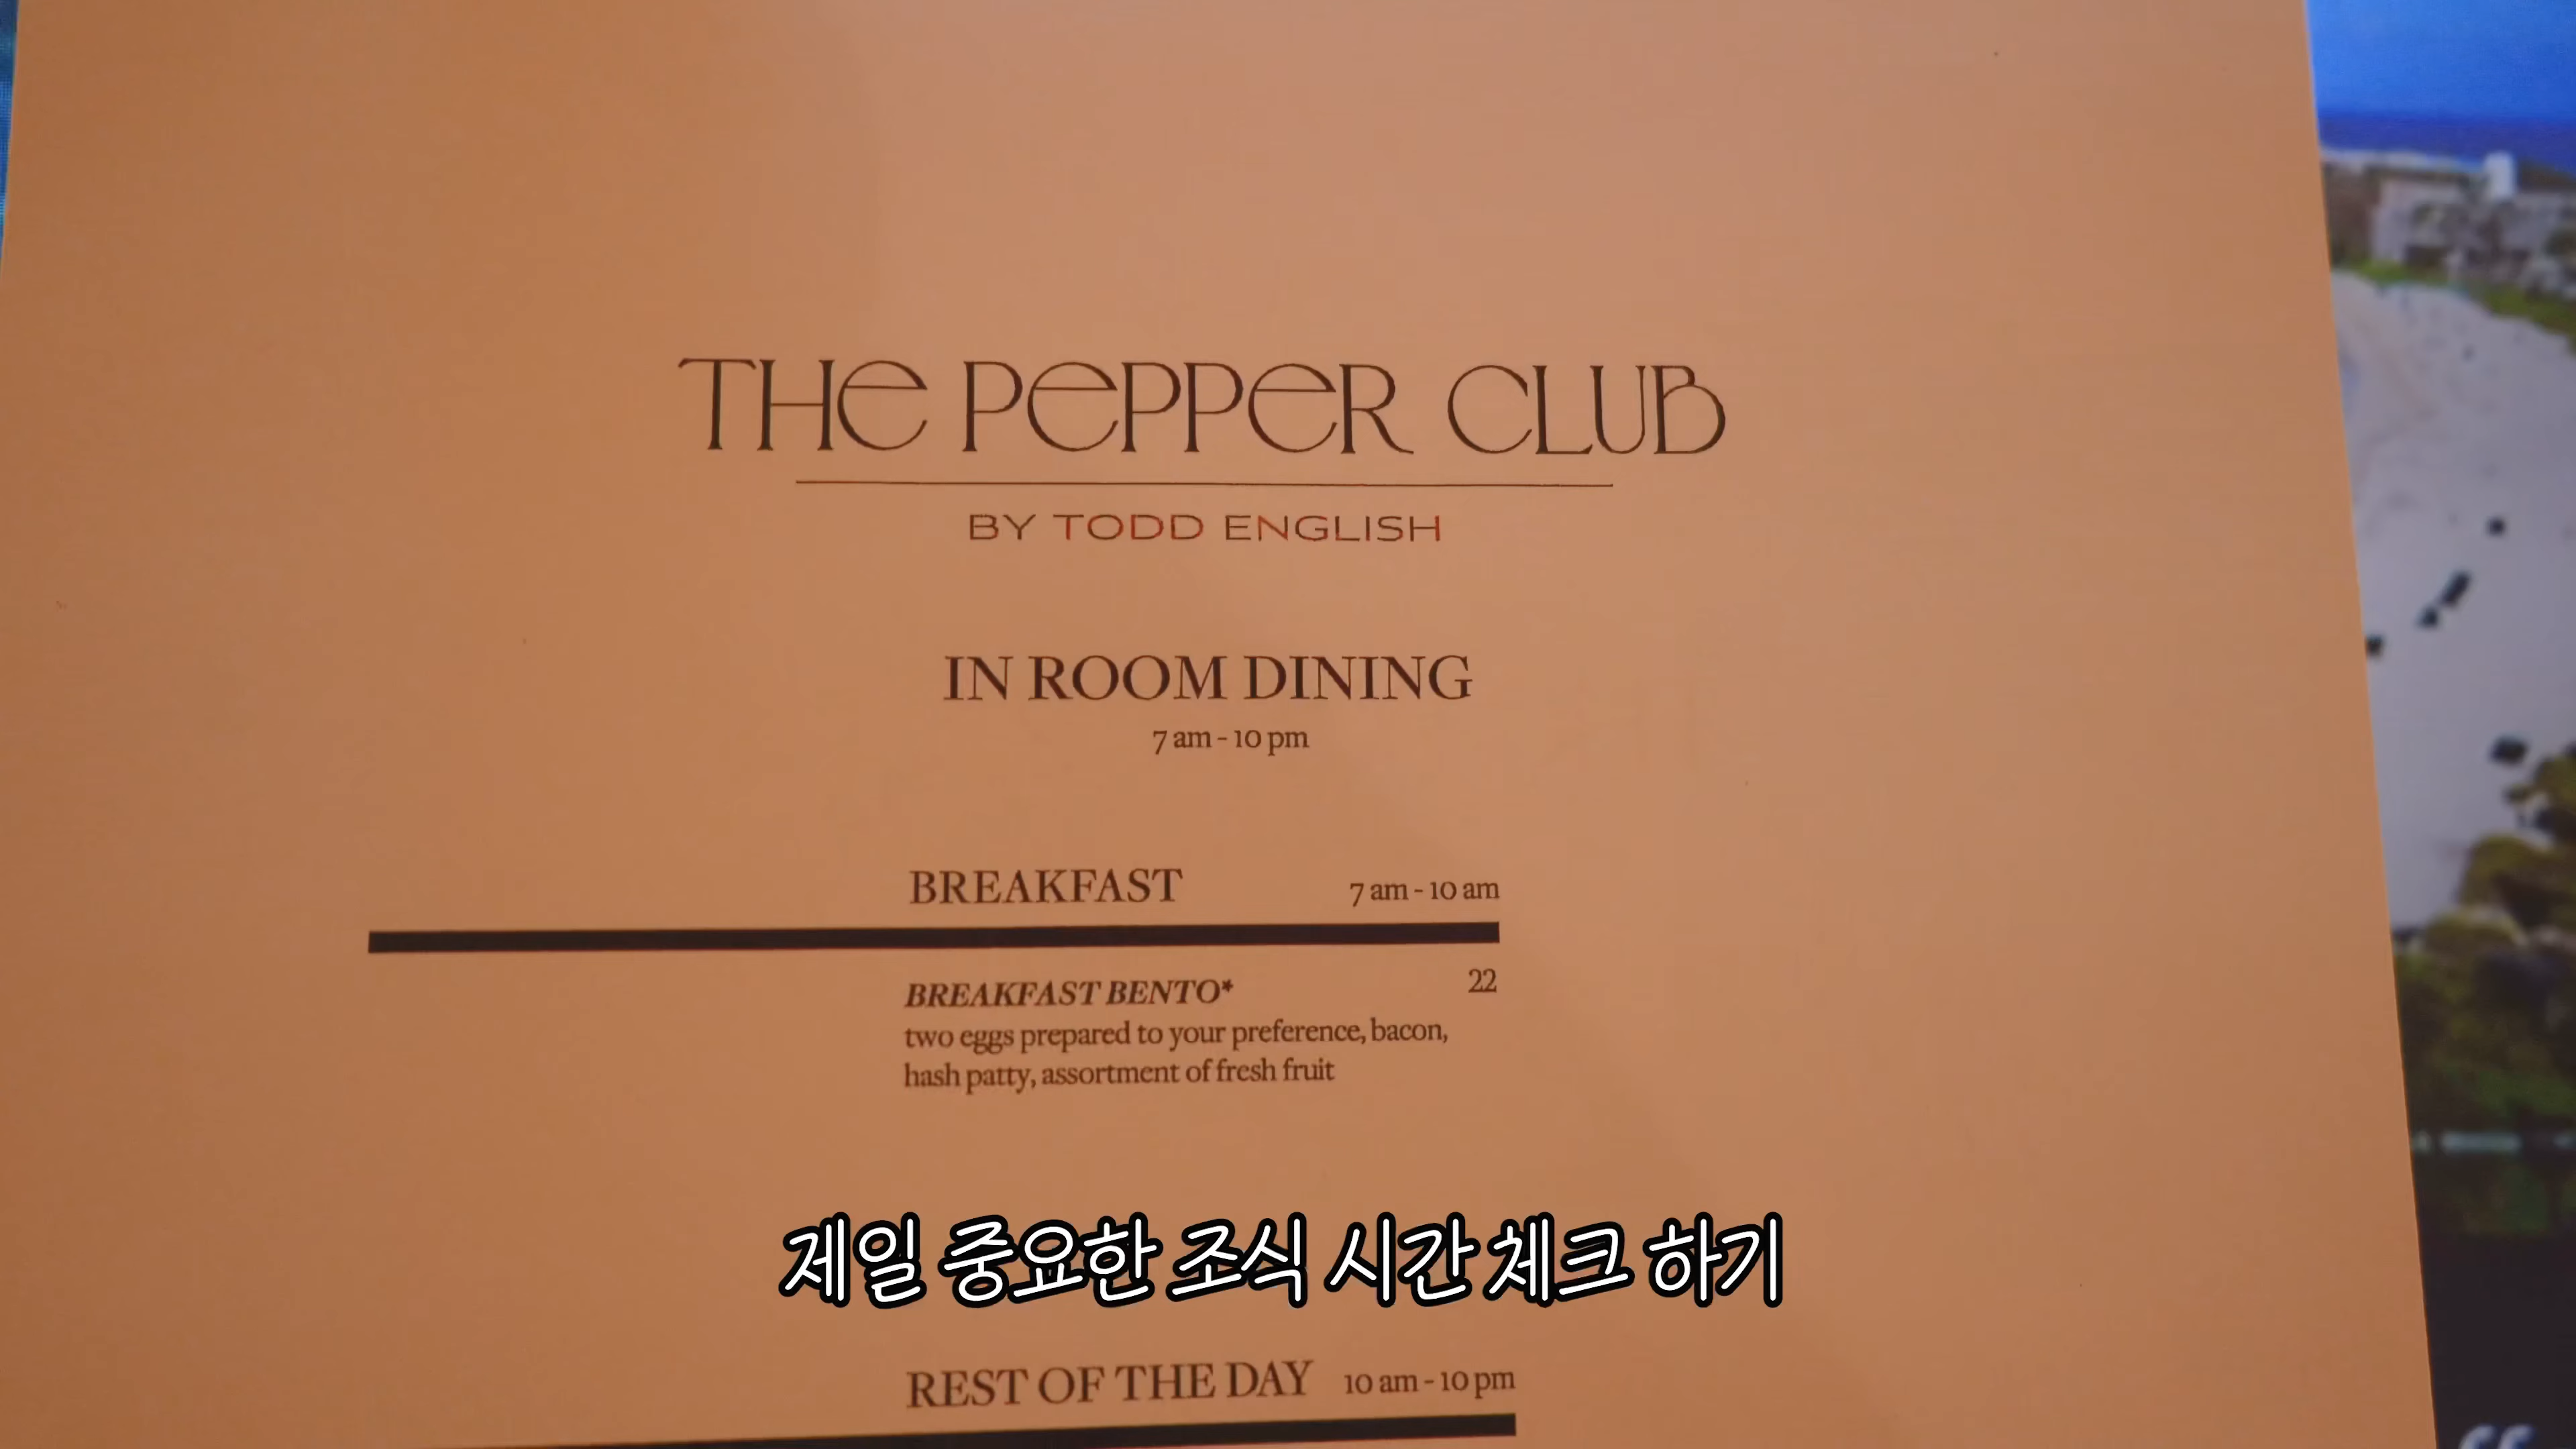 THE PEPPER CLUB
BY TODD ENGLISH
IN ROOM DINING
7 am - 10 pm
BREAKFAST 7 am - 10 am
BREAKFAST BENTO* 22
two eggs prepared to your preference, bacon,
hash patty, assortment of fresh fruit
제일 중요한 조식 시간 체크 하기
REST OF THE DAY 10 am - 10 pm